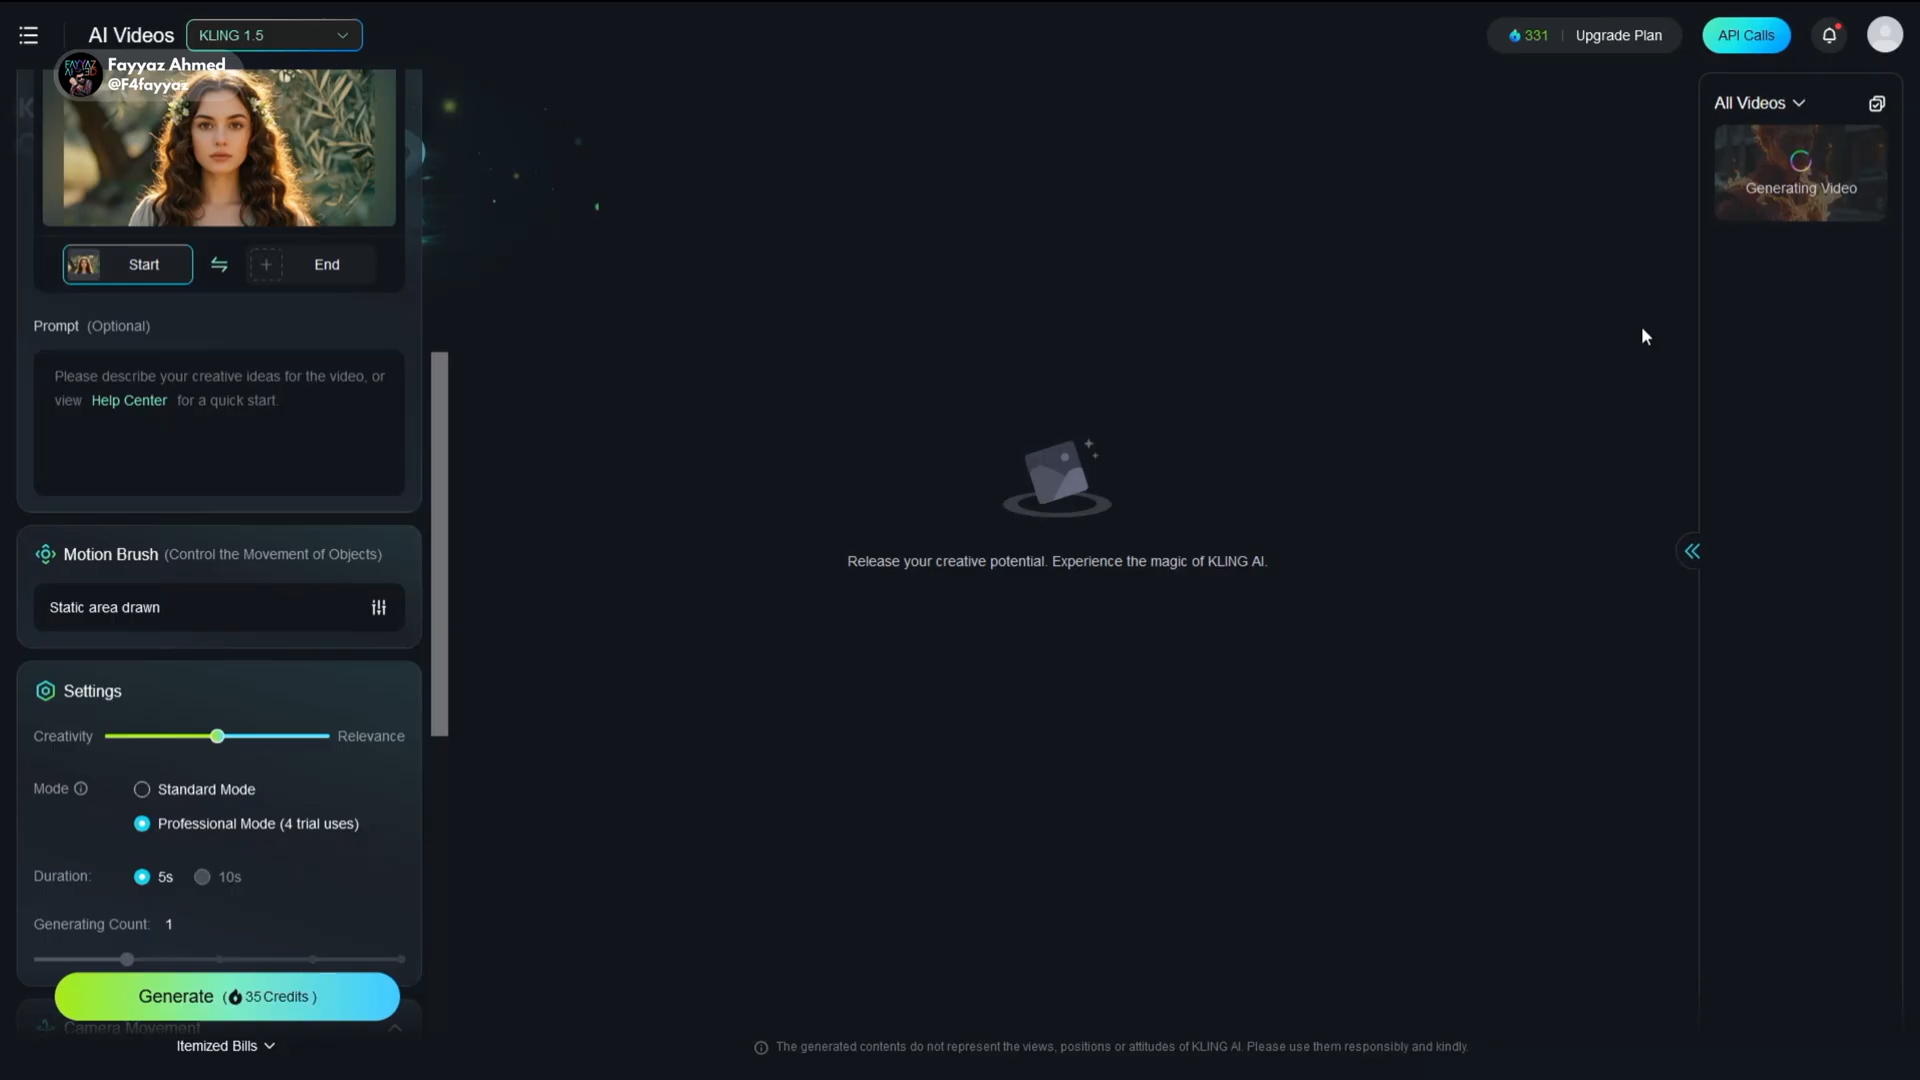 AI Videos
KLING 1.5
331
Upgrade Plan
API Calls
Fayyaz Ahmed
@F4fayyaz
All Videos
Generating Video
Start
End
Prompt (Optional)
Please describe your creative ideas for the video, or
view Help Center for a quick start.
Motion Brush (Control the Movement of Objects)
Static area drawn
Release your creative potential. Experience the magic of KLING AI.
Settings
Creativity
Relevance
Mode
Standard Mode
Professional Mode (4 trial uses)
Duration:
5s
10s
Generating Count: 1
Generate ( 35 Credits )
Camera Movement
Itemized Bills
The generated contents do not represent the views, positions or attitudes of KLING AI. Please use them responsibly and kindly.